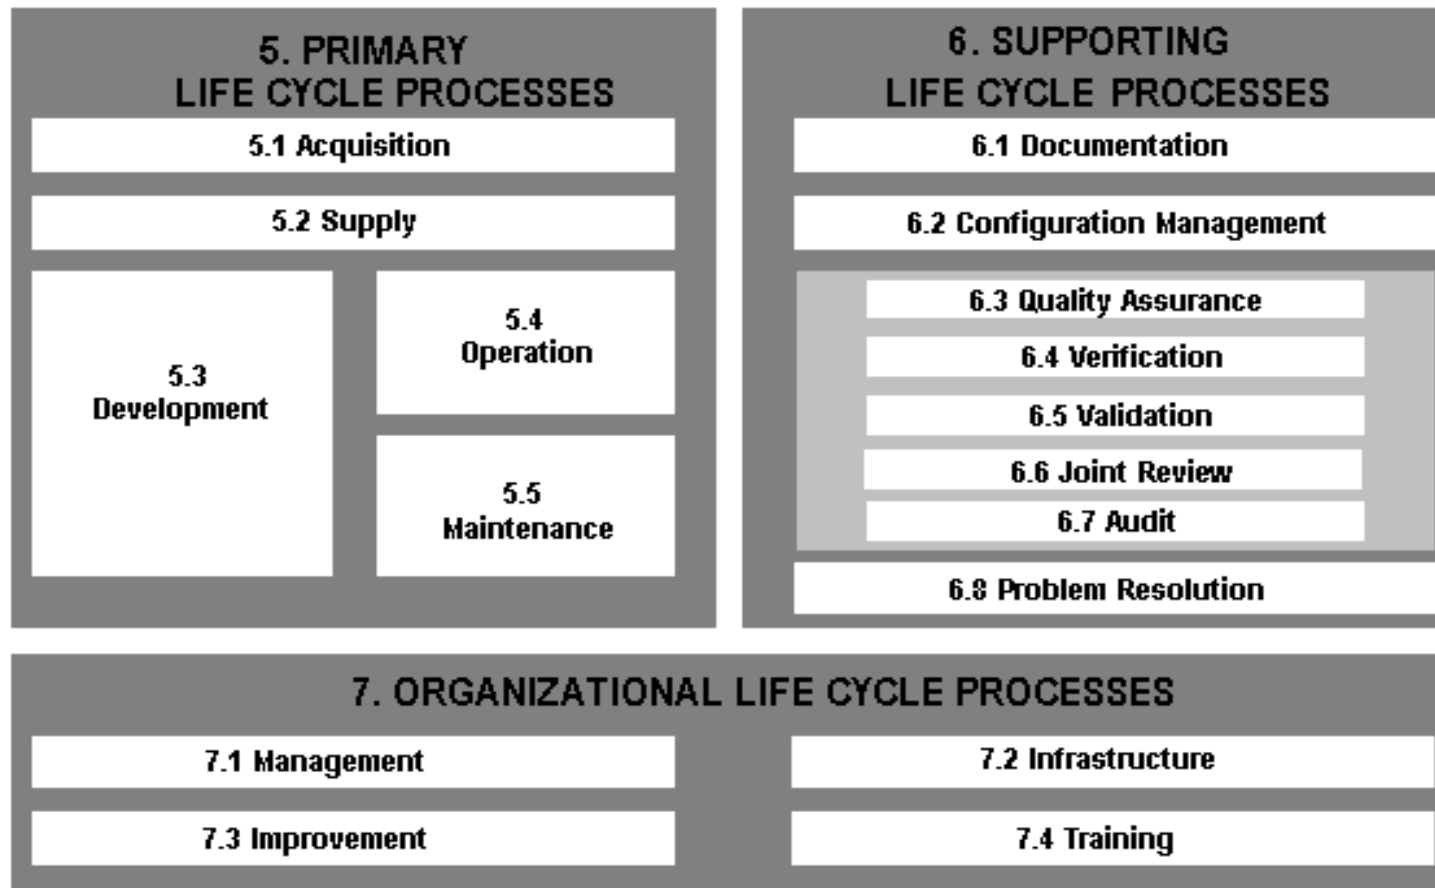 5. PRIMARY
LIFE CYCLE PROCESSES
5.1 Acquisition
5.2 Supply
5.3
Development
5.4
Operation
5.5
Maintenance
6. SUPPORTING
LIFE CYCLE PROCESSES
6.1 Documentation
6.2 Configuration Management
6.3 Quality Assurance
6.4 Verification
6.5 Validation
6.6 Joint Review
6.7 Audit
6.8 Problem Resolution
7. ORGANIZATIONAL LIFE CYCLE PROCESSES
7.1 Management
7.2 Infrastructure
7.3 Improvement
7.4 Training